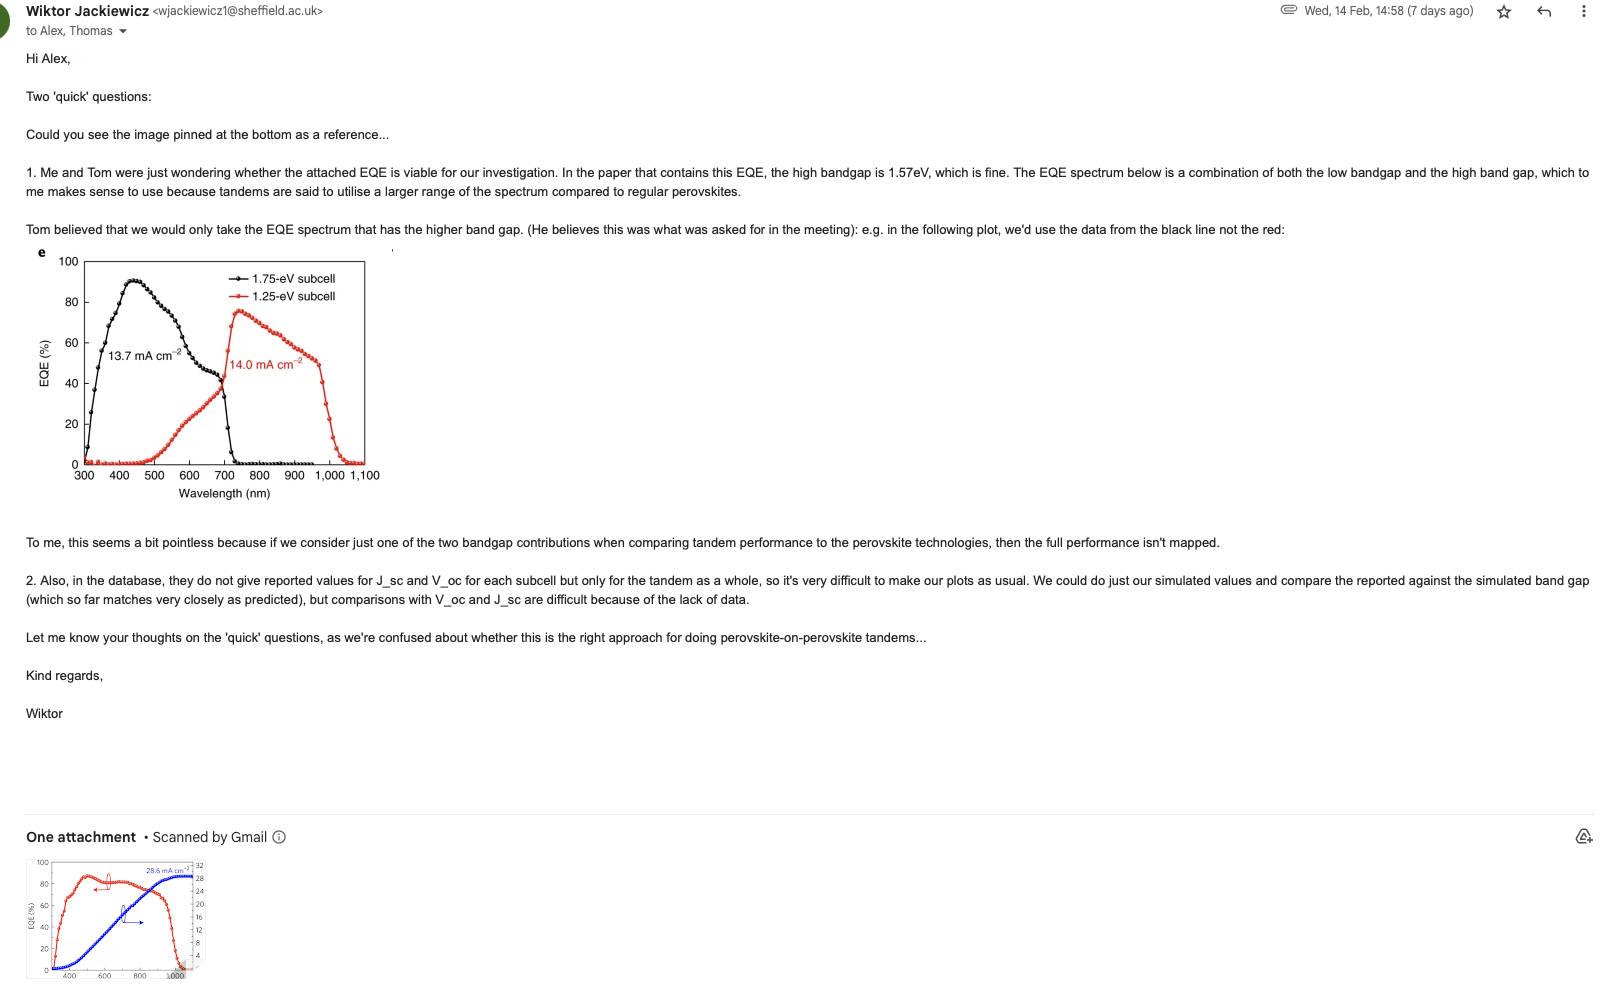 Wiktor Jackiewicz <wjackiewicz1@sheffield.ac.uk>
Wed, 14 Feb, 14:58 (7 days ago)
to Alex, Thomas
Hi Alex,
Two 'quick' questions:
Could you see the image pinned at the bottom as a reference...
1. Me and Tom were just wondering whether the attached EQE is viable for our investigation. In the paper that contains this EQE, the high bandgap is 1.57eV, which is fine. The EQE spectrum below is a combination of both the low bandgap and the high band gap, which to
me makes sense to use because tandems are said to utilise a larger range of the spectrum compared to regular perovskites.
Tom believed that we would only take the EQE spectrum that has the higher band gap. (He believes this was what was asked for in the meeting): e.g. in the following plot, we'd use the data from the black line not the red:
e
100
80
60
40
20
0
EQE (%)
1.75-eV subcell
1.25-eV subcell
13.7 mA cm⁻²
14.0 mA cm⁻²
300 400 500 600 700 800 900 1,000 1,100
Wavelength (nm)
To me, this seems a bit pointless because if we consider just one of the two bandgap contributions when comparing tandem performance to the perovskite technologies, then the full performance isn't mapped.
2. Also, in the database, they do not give reported values for J_sc and V_oc for each subcell but only for the tandem as a whole, so it's very difficult to make our plots as usual. We could do just our simulated values and compare the reported against the simulated band gap
(which so far matches very closely as predicted), but comparisons with V_oc and J_sc are difficult because of the lack of data.
Let me know your thoughts on the 'quick' questions, as we're confused about whether this is the right approach for doing perovskite-on-perovskite tandems...
Kind regards,
Wiktor
One attachment • Scanned by Gmail
100
80
60
40
20
0
EQE (%)
28.6 mA cm⁻²
32
28
24
20
16
12
8
4
400 600 800 1000